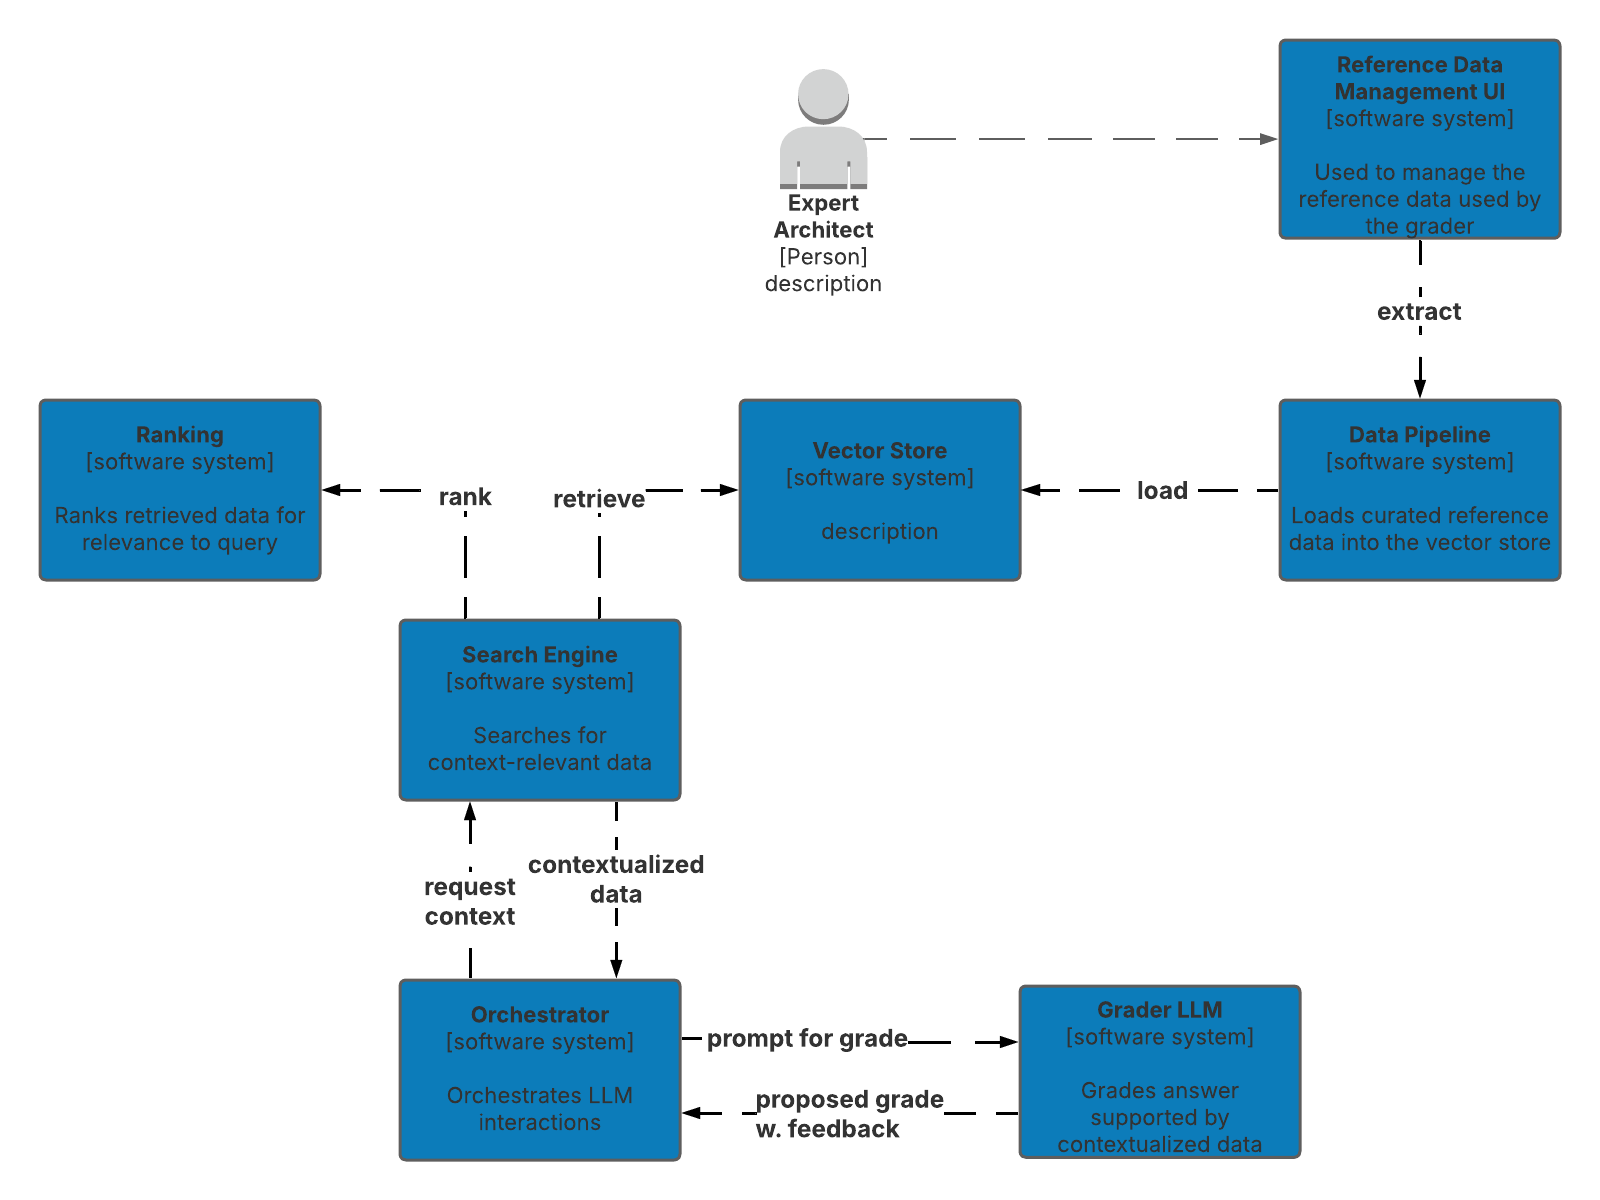 Reference Data
Management UI
[software system]
Used to manage the
reference data used by
the grader
Expert
Architect
[Person]
description
extract
Ranking
[software system]
Ranks retrieved data for
relevance to query
rank
retrieve
Vector Store
[software system]
description
load
Data Pipeline
[software system]
Loads curated reference
data into the vector store
Search Engine
[software system]
Searches for
context-relevant data
request
context
contextualized
data
Orchestrator
[software system]
Orchestrates LLM
interactions
prompt for grade
proposed grade
w. feedback
Grader LLM
[software system]
Grades answer
supported by
contextualized data